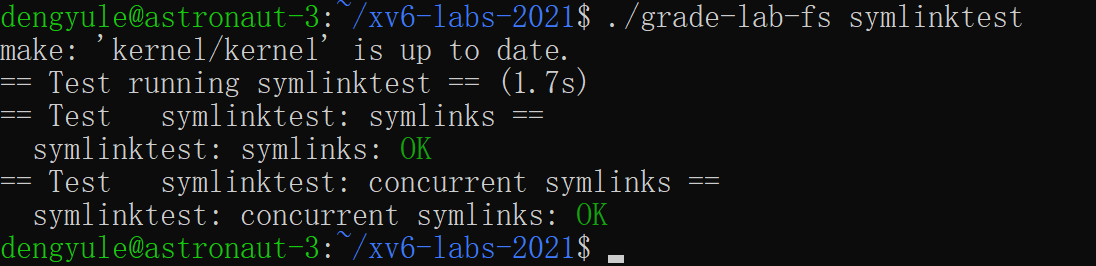 dengyule@astronaut-3:~/xv6-labs-2021$ ./grade-lab-fs symlinktest
make: 'kernel/kernel' is up to date.
== Test running symlinktest == (1.7s)
== Test   symlinktest: symlinks ==
  symlinktest: symlinks: OK
== Test   symlinktest: concurrent symlinks ==
  symlinktest: concurrent symlinks: OK
dengyule@astronaut-3:~/xv6-labs-2021$